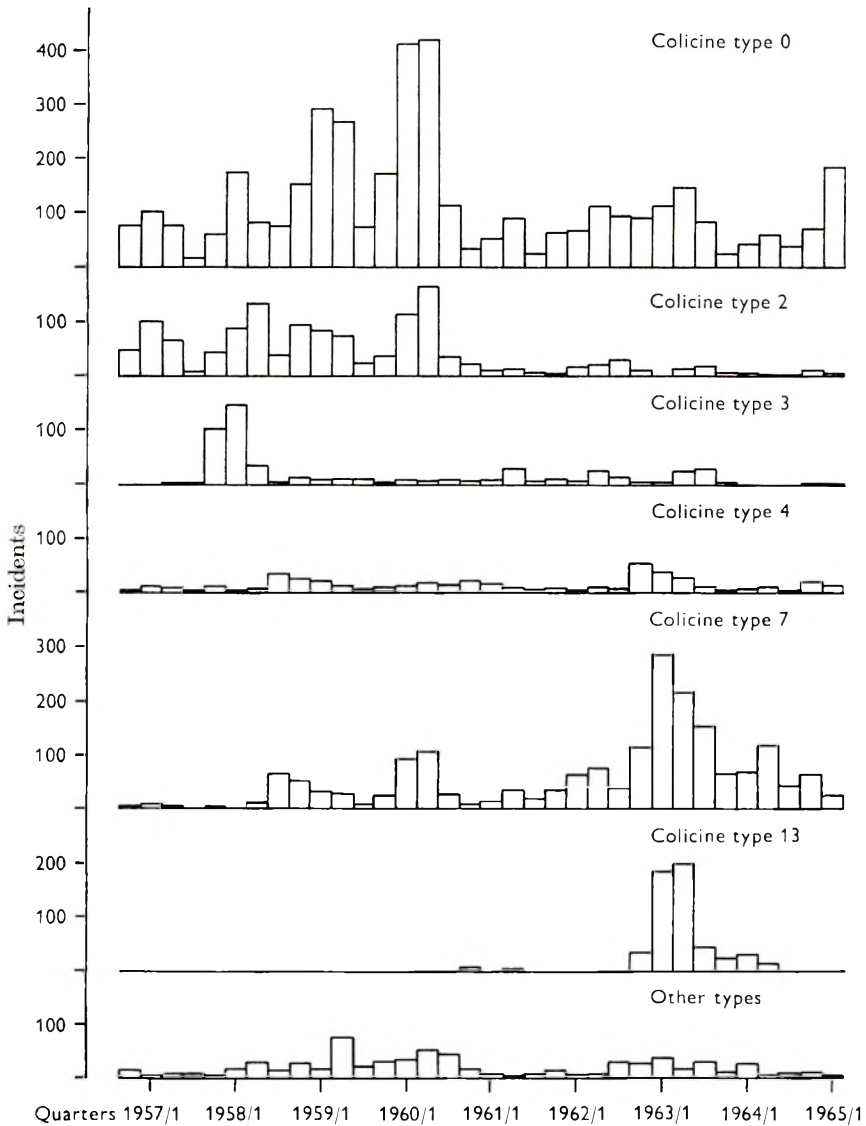 Colicine type 0
400
300
200
100
Colicine type 2
100
Colicine type 3
100
Colicine type 4
100
Incidents
Colicine type 7
300
200
100
Colicine type 13
200
100
Other types
100
Quarters 1957/1 1958/1 1959/1 1960/1 1961/1 1962/1 1963/1 1964/1 1965/1